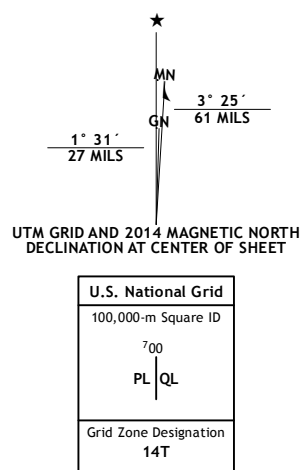 ★
MN
3° 25´
61 MILS
GN
1° 31´
27 MILS
UTM GRID AND 2014 MAGNETIC NORTH
DECLINATION AT CENTER OF SHEET
U.S. National Grid
100,000-m Square ID
⁷00
PL QL
Grid Zone Designation
14T